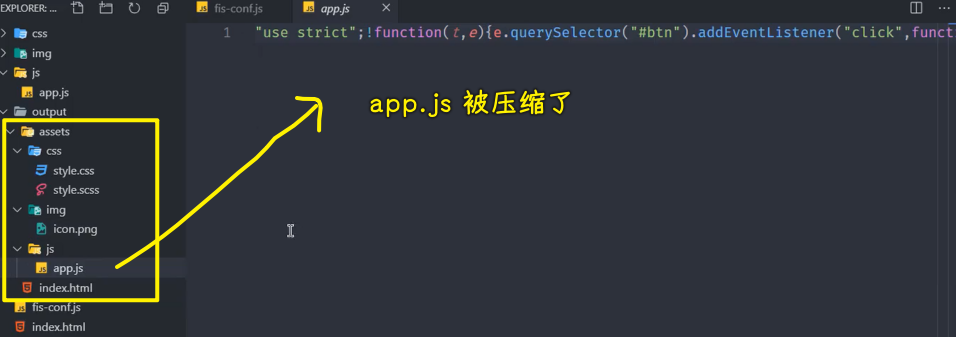 EXPLORER: ...
fis-conf.js
app.js
css
img
js
app.js
output
assets
css
style.css
style.scss
img
icon.png
js
app.js
index.html
fis-conf.js
index.html
1 "use strict";!function(t,e){e.querySelector("#btn").addEventListener("click",funct
app.js 被压缩了